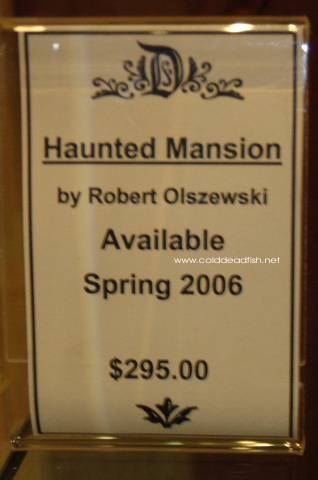 D
Haunted Mansion
by Robert Olszewski
Available
www.colddeadfish.net
Spring 2006
$295.00